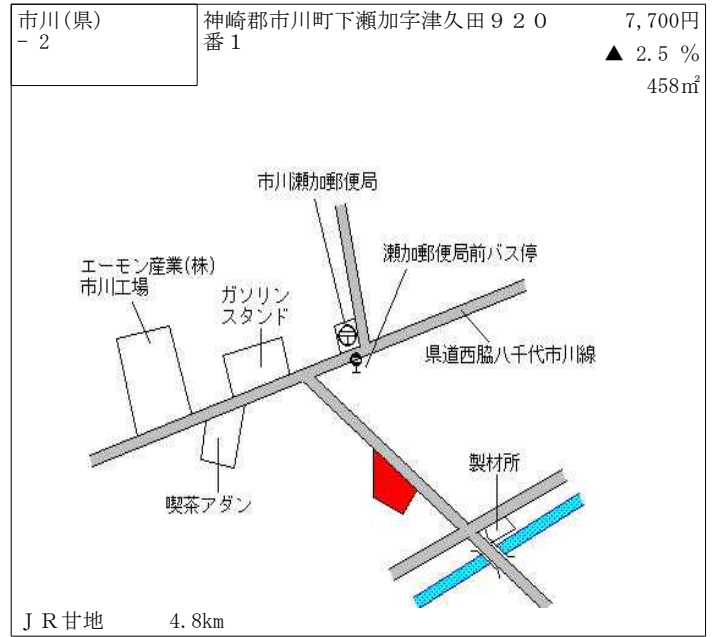 市川(県)
－２
神崎郡市川町下瀬加字津久田９２０
番１
7,700円
▲ 2.5 %
458㎡
市川瀬加郵便局
瀬加郵便局前バス停
エーモン産業(株)
市川工場
ガソリン
スタンド
県道西脇八千代市川線
喫茶アダン
製材所
ＪＲ甘地 4.8km